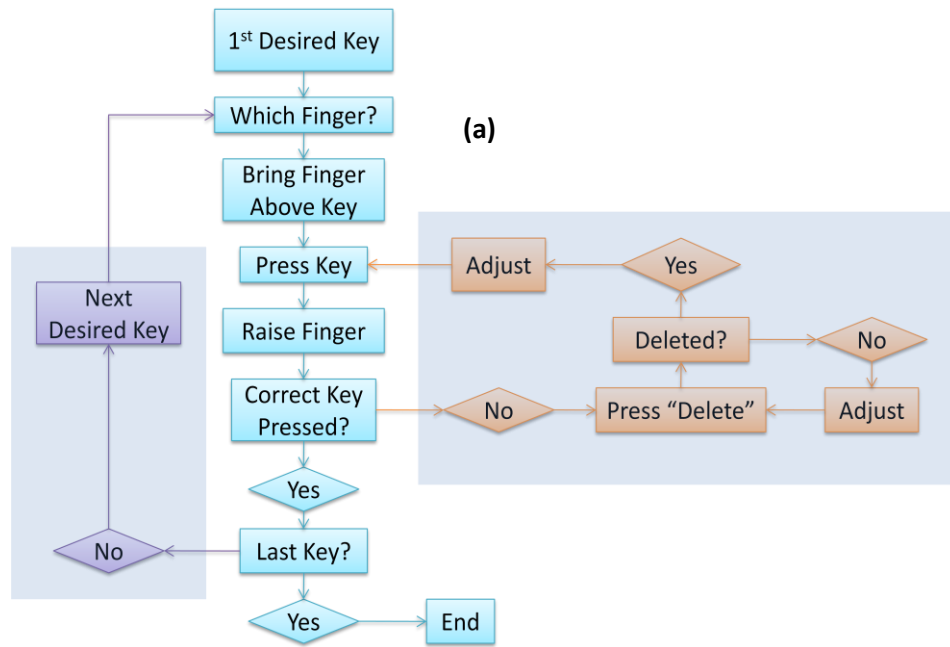 1st Desired Key
Which Finger?
(a)
Bring Finger
Above Key
Press Key
Adjust
Yes
Next
Desired Key
Raise Finger
Deleted?
No
Correct Key
Pressed?
No
Press “Delete”
Adjust
Yes
No
Last Key?
Yes
End